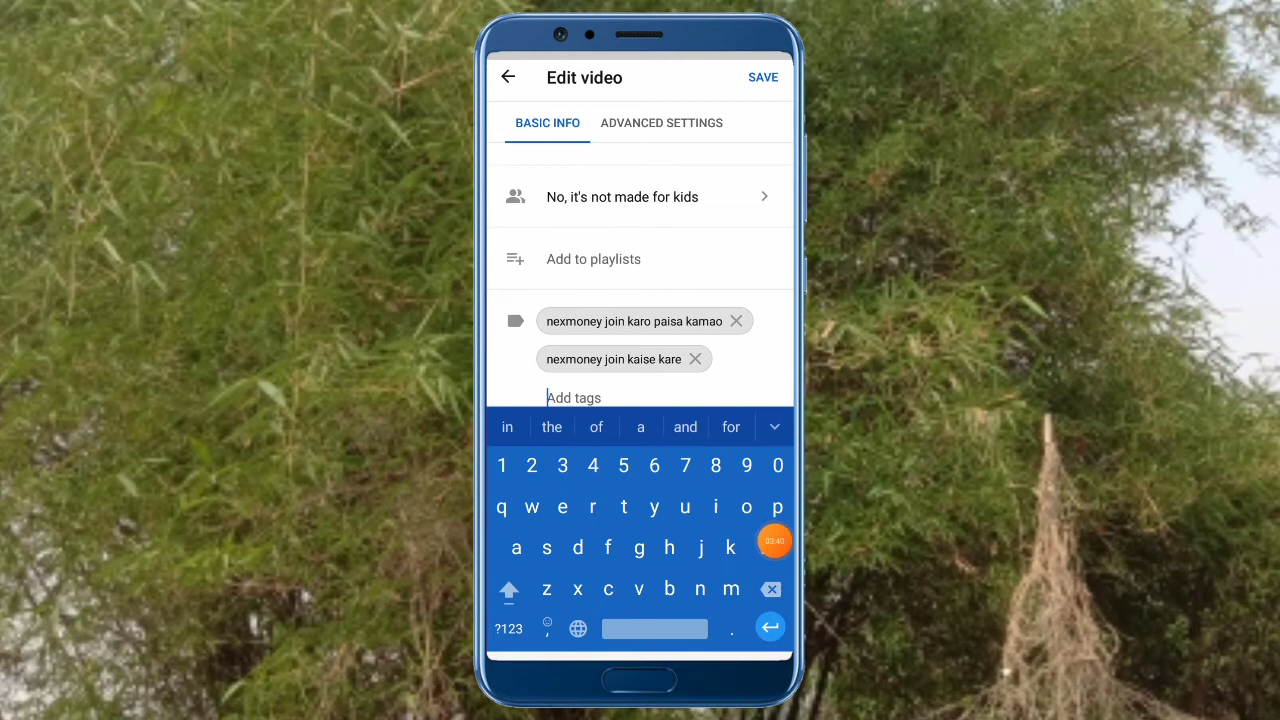 Edit video
SAVE
BASIC INFO ADVANCED SETTINGS
No, it's not made for kids
Add to playlists
nexmoney join karo paisa kamao
nexmoney join kaise kare
Add tags
in the of a and for
1 2 3 4 5 6 7 8 9 0
q w e r t y u i o p
a s d f g h j k
03:40
z x c v b n m
?123 , .